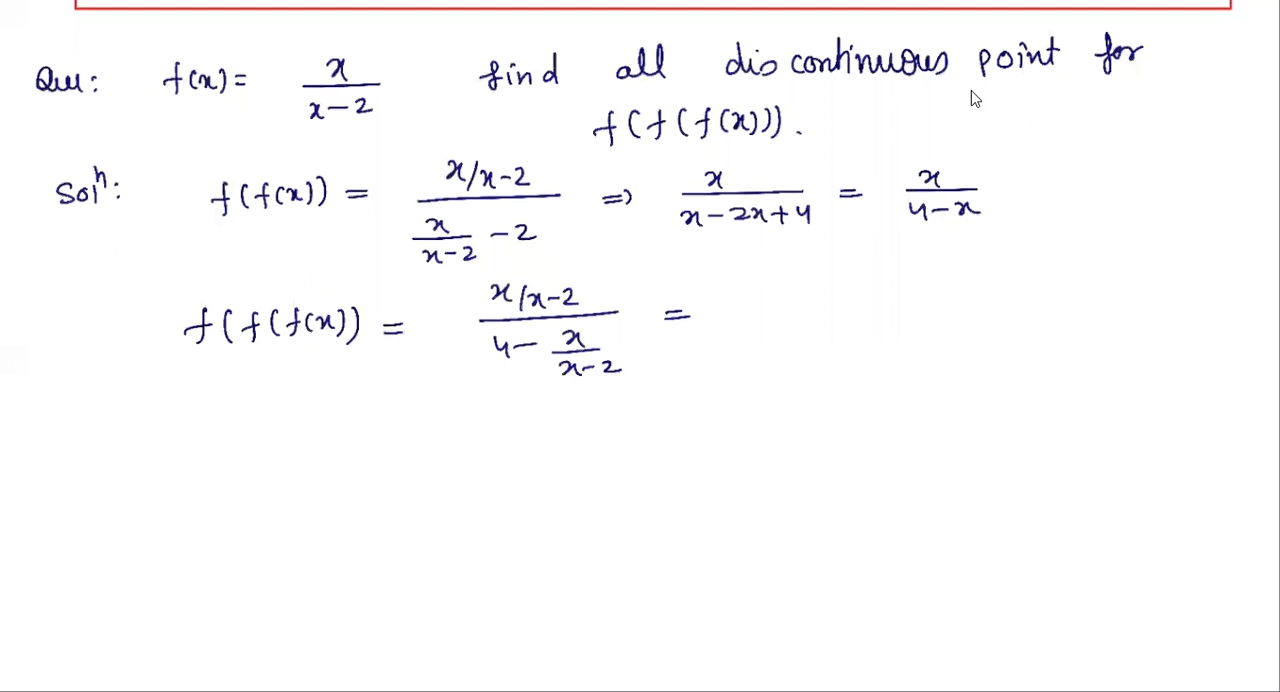 Que: f(x) = x/x-2 find all discontinuous point for
f(f(f(x))).
Solⁿ: f(f(x)) = (x/x-2)/(x/x-2 - 2) => x/x-2x+4 = x/4-x
f(f(f(x)) = (x/x-2)/(4 - x/x-2) =